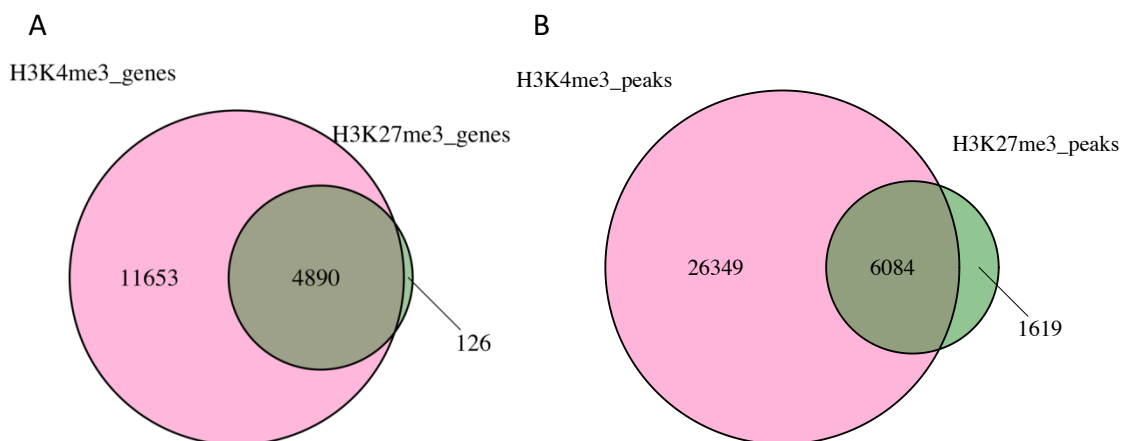 A
H3K4me3_genes
H3K27me3_genes
11653
4890
126
B
H3K4me3_peaks
H3K27me3_peaks
26349
6084
1619